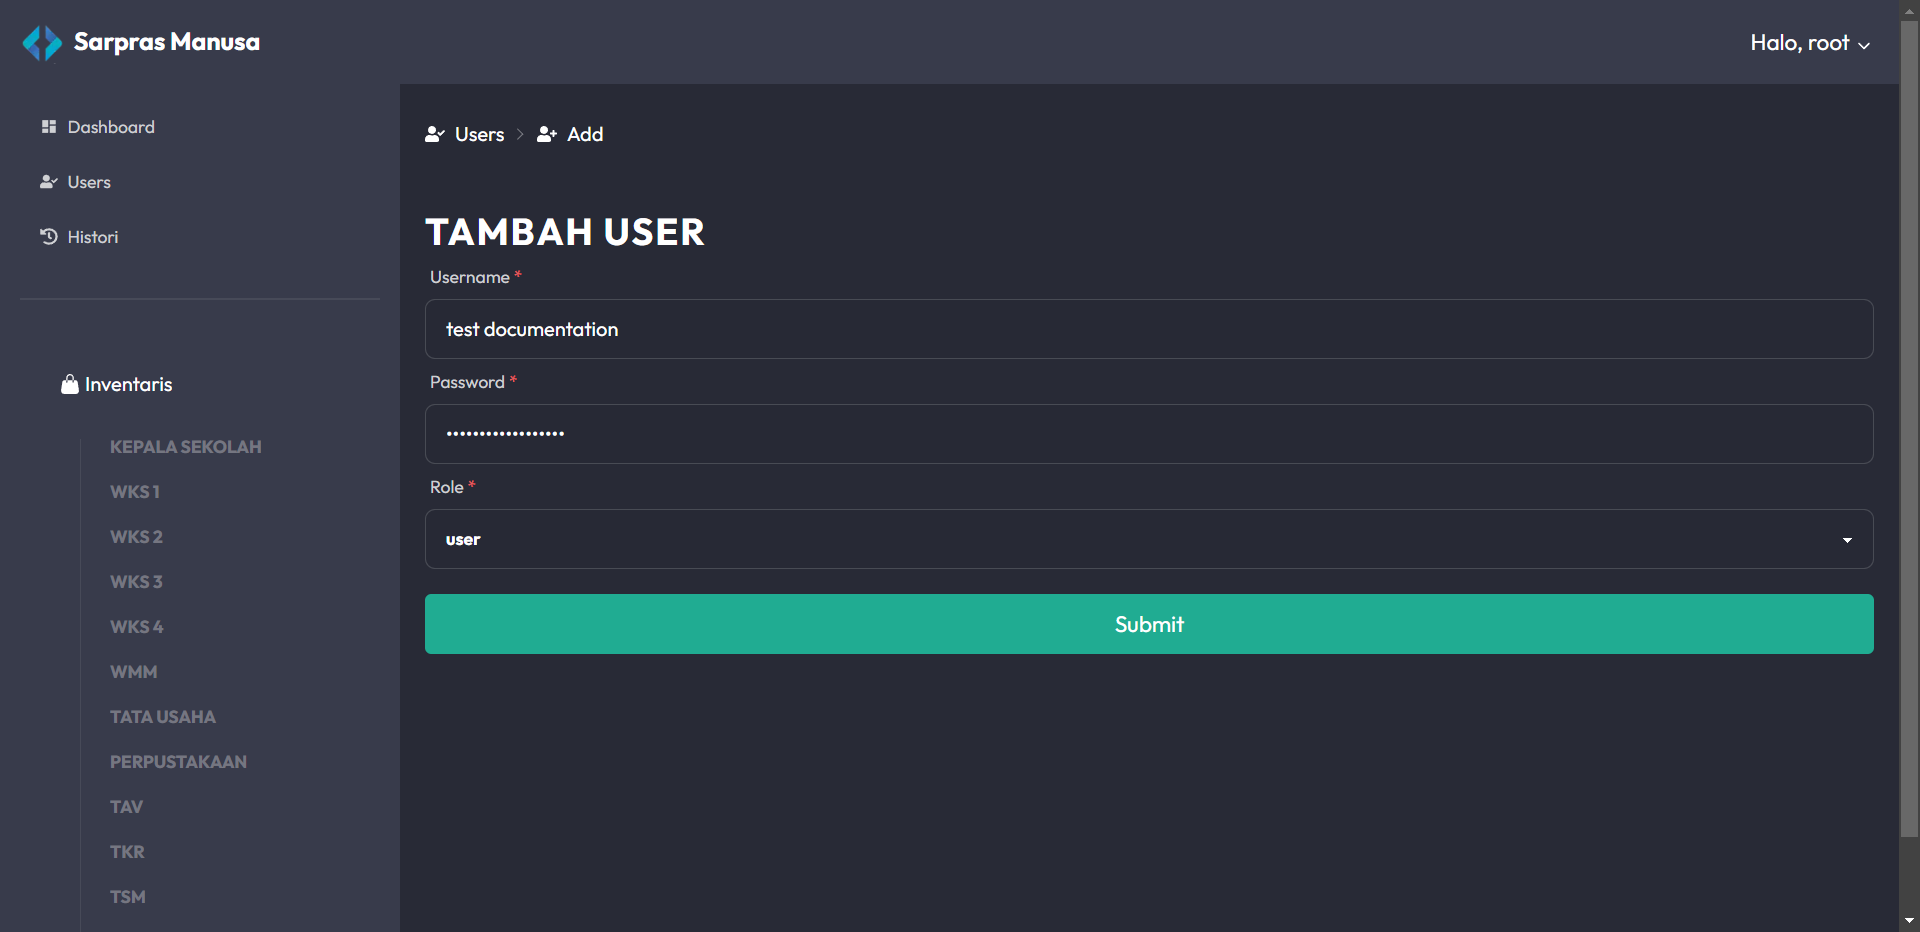 Sarpras Manusa
Halo, root
Dashboard
Users
Histori
Inventaris
KEPALA SEKOLAH
WKS 1
WKS 2
WKS 3
WKS 4
WMM
TATA USAHA
PERPUSTAKAAN
TAV
TKR
TSM
Users > Add
TAMBAH USER
Username *
test documentation
Password *
••••••••••••••••••
Role *
user
Submit